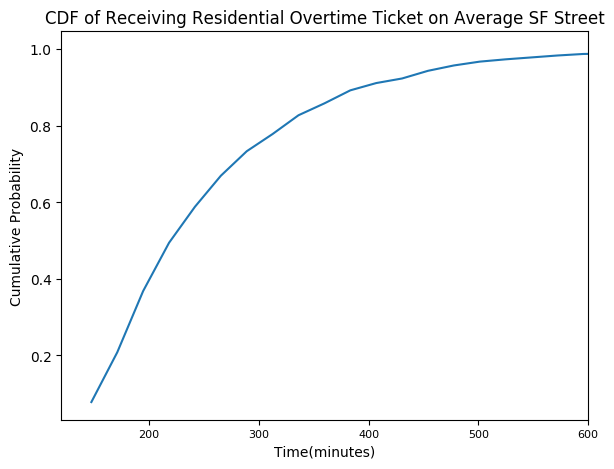 CDF of Receiving Residential Overtime Ticket on Average SF Street
1.0
0.8
0.6
0.4
0.2
Cumulative Probability
200 300 400 500 600
Time(minutes)